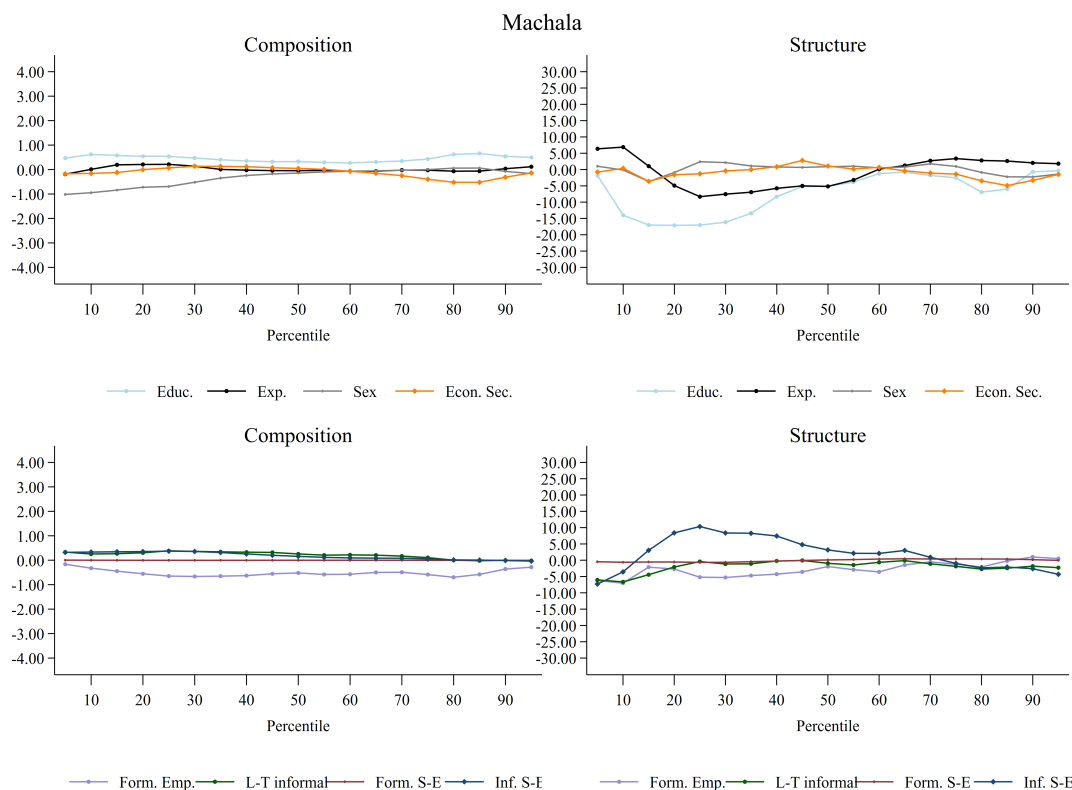 Machala
Composition
4.00
3.00
2.00
1.00
0.00
-1.00
-2.00
-3.00
-4.00
10 20 30 40 50 60 70 80 90
Percentile
Educ. Exp. Sex Econ. Sec.
Structure
30.00
25.00
20.00
15.00
10.00
5.00
0.00
-5.00
-10.00
-15.00
-20.00
-25.00
-30.00
10 20 30 40 50 60 70 80 90
Percentile
Educ. Exp. Sex Econ. Sec.
Composition
4.00
3.00
2.00
1.00
0.00
-1.00
-2.00
-3.00
-4.00
10 20 30 40 50 60 70 80 90
Percentile
Form. Emp. L-T informal Form. S-E Inf. S-E
Structure
30.00
25.00
20.00
15.00
10.00
5.00
0.00
-5.00
-10.00
-15.00
-20.00
-25.00
-30.00
10 20 30 40 50 60 70 80 90
Percentile
Form. Emp. L-T informal Form. S-E Inf. S-E